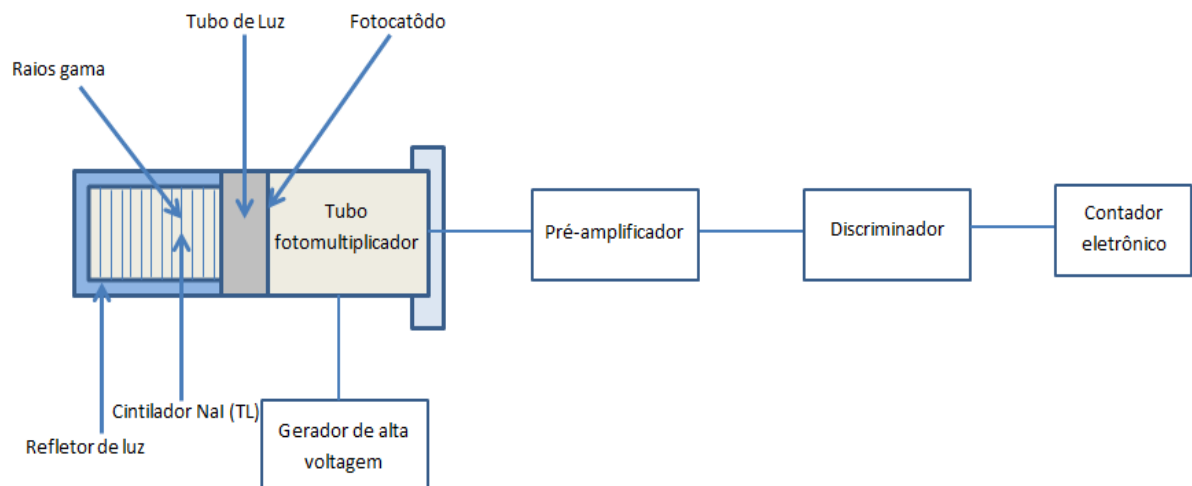 Tubo de Luz
Fotocatôdo
Raios gama
Tubo
fotomultiplicador
Pré-amplificador
Discriminador
Contador
eletrônico
Cintilador NaI (TL)
Refletor de luz
Gerador de alta
voltagem